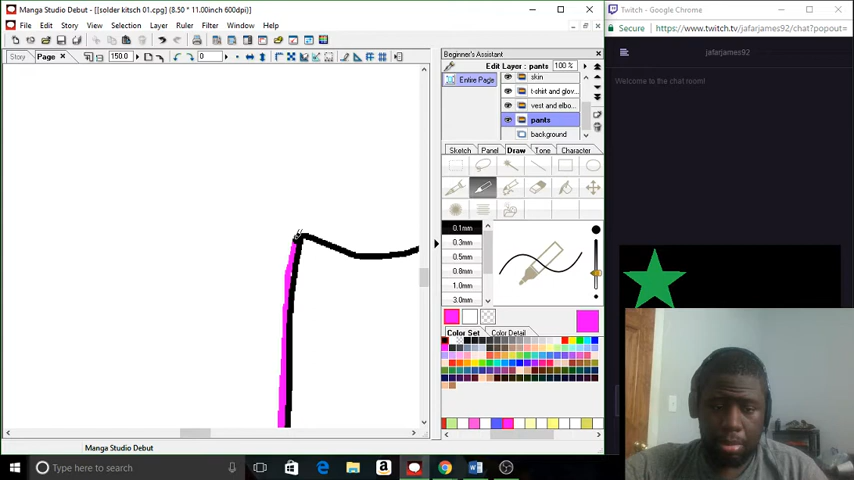 Manga Studio Debut - [[solder kitsch 01.cpg] (8.50 * 11.00inch 600dpi)]
Twitch - Google Chrome
File Edit Story View Selection Layer Ruler Filter Window Help
Secure https://www.twitch.tv/jafarjames92/chat?popout=
Story Page 150.0 0
jafarjames92
Beginner's Assistant
Welcome to the chat room!
Edit Layer : pants 100 %
Entire Page
skin
t-shirt and glov...
vest and elbo...
pants
background
Sketch Panel Draw Tone Character
0.1mm
0.3mm
0.5mm
0.8mm
1.0mm
3.0mm
Color Set Color Detail
Manga Studio Debut
Type here to search